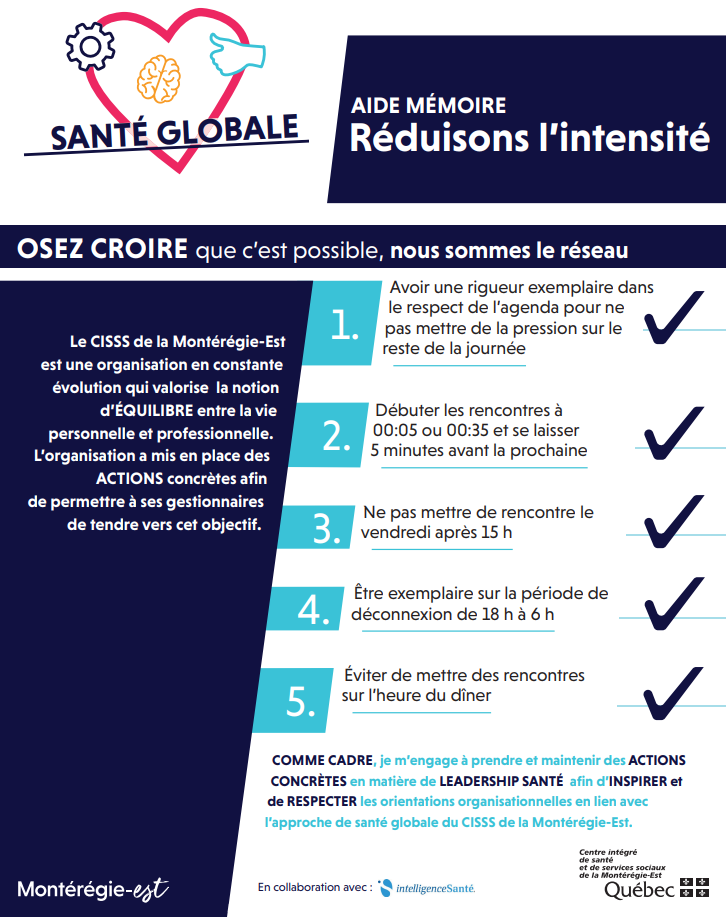 SANTÉ GLOBALE
AIDE MÉMOIRE
Réduisons l'intensité
OSEZ CROIRE que c'est possible, nous sommes le réseau
Le CISSS de la Montérégie-Est
est une organisation en constante
évolution qui valorise la notion
d'ÉQUILIBRE entre la vie
personnelle et professionnelle.
L'organisation a mis en place des
ACTIONS concrètes afin
de permettre à ses gestionnaires
de tendre vers cet objectif.
1.
Avoir une rigueur exemplaire dans
le respect de l'agenda pour ne
pas mettre de la pression sur le
reste de la journée
2.
Débuter les rencontres à
00:05 ou 00:35 et se laisser
5 minutes avant la prochaine
3.
Ne pas mettre de rencontre le
vendredi après 15 h
4.
Être exemplaire sur la période de
déconnexion de 18 h à 6 h
5.
Éviter de mettre des rencontres
sur l'heure du dîner
COMME CADRE, je m'engage à prendre et maintenir des ACTIONS
CONCRÈTES en matière de LEADERSHIP SANTÉ afin d'INSPIRER et
de RESPECTER les orientations organisationnelles en lien avec
l'approche de santé globale du CISSS de la Montérégie-Est.
Montérégie-est
En collaboration avec : intelligenceSanté.
Centre intégré
de santé
et de services sociaux
de la Montérégie-Est
Québec